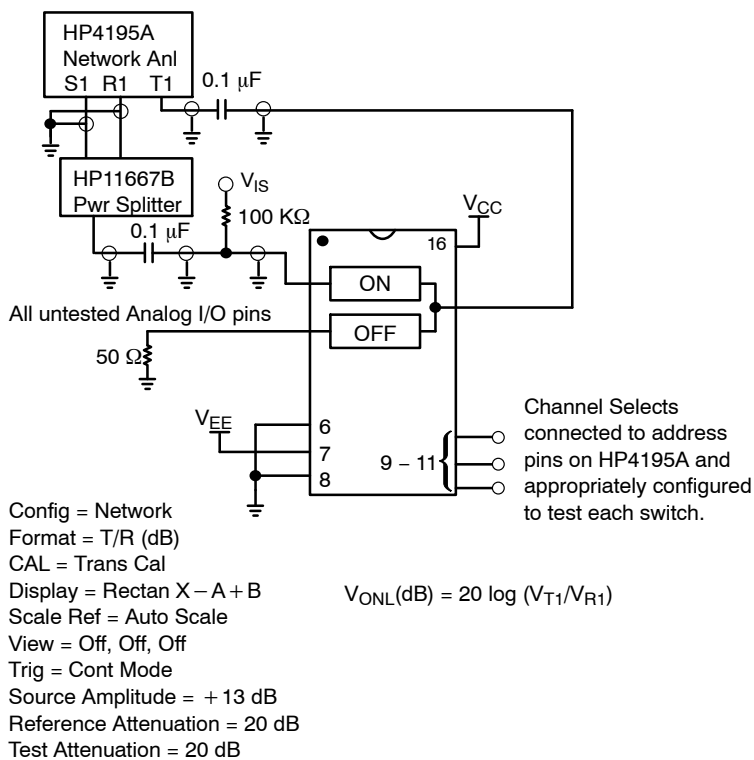 HP4195A
Network Anl
S1 R1 T1
0.1 μF
HP11667B
Pwr Splitter
V_IS
100 KΩ
0.1 μF
V_CC
16
ON
All untested Analog I/O pins
OFF
50 Ω
V_EE
6
7
8
9 – 11
Channel Selects
connected to address
pins on HP4195A and
appropriately configured
to test each switch.
Config = Network
Format = T/R (dB)
CAL = Trans Cal
Display = Rectan X – A + B
Scale Ref = Auto Scale
View = Off, Off, Off
Trig = Cont Mode
Source Amplitude = +13 dB
Reference Attenuation = 20 dB
Test Attenuation = 20 dB
V_ONL(dB) = 20 log (V_T1/V_R1)